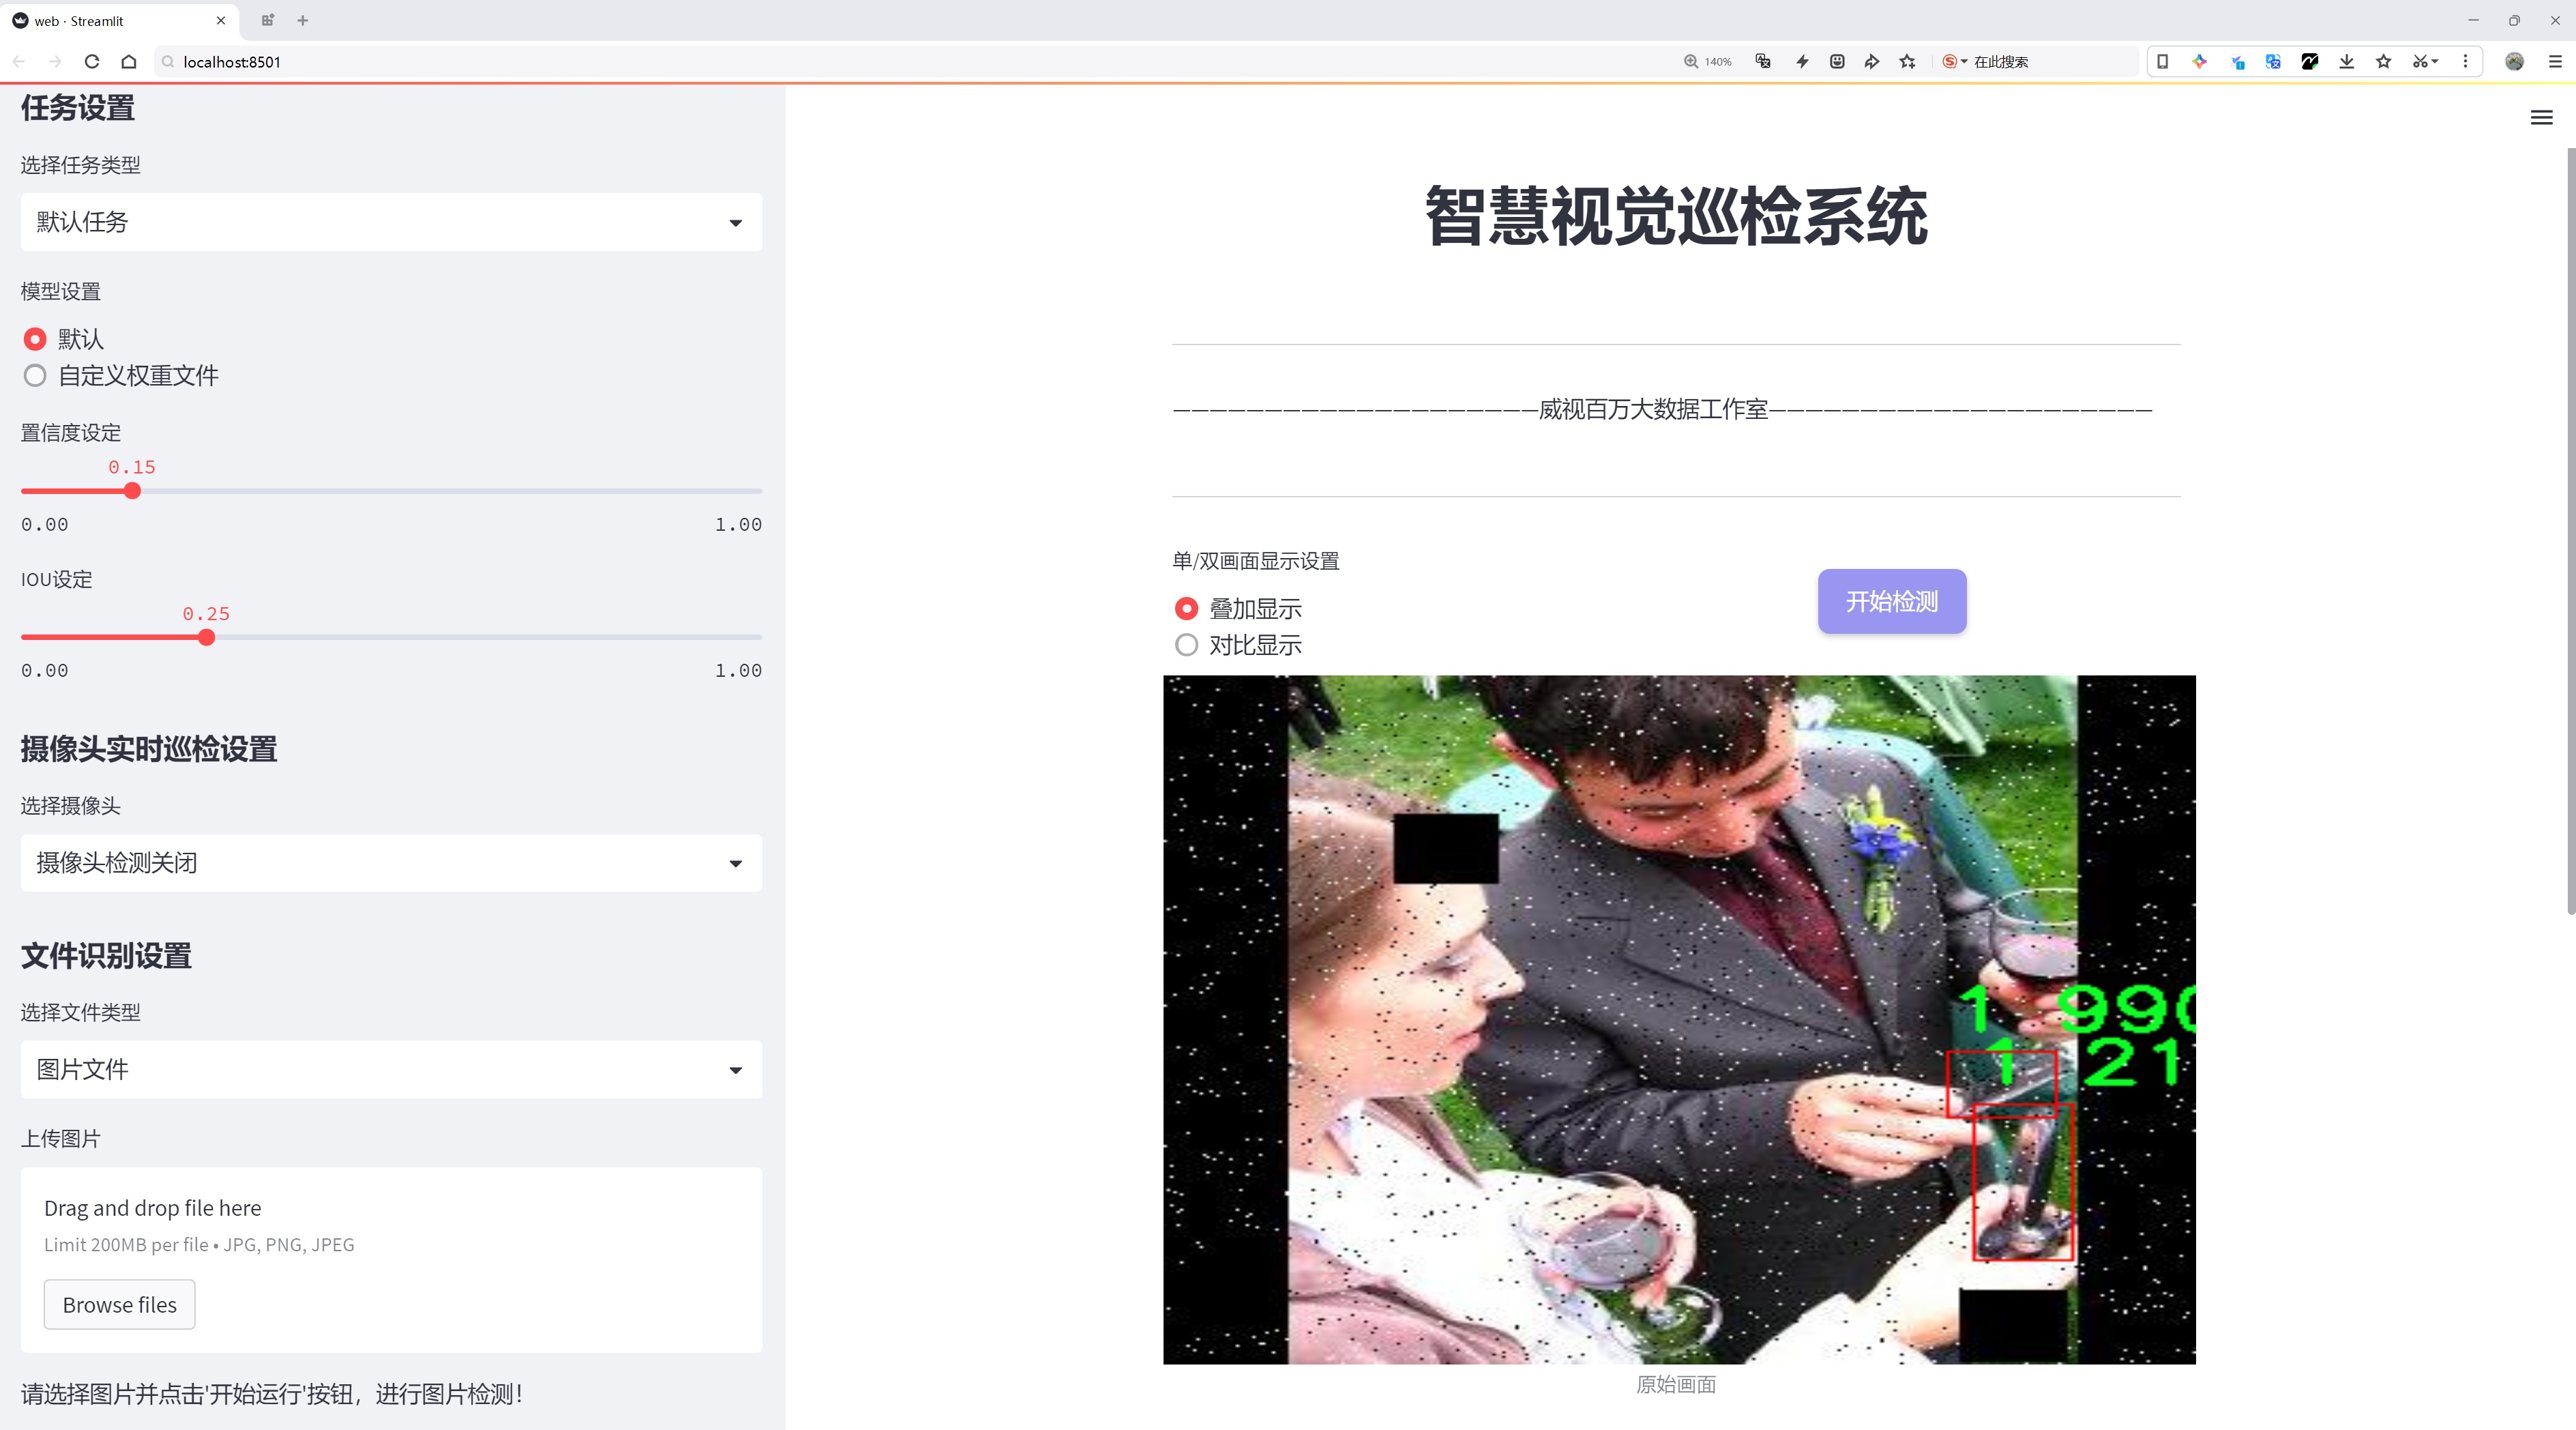 web · Streamlit
localhost:8501
140%
在此搜索
任务设置
选择任务类型
默认任务
模型设置
默认
自定义权重文件
置信度设定
0.15
0.00 1.00
IOU设定
0.25
0.00 1.00
摄像头实时巡检设置
选择摄像头
摄像头检测关闭
文件识别设置
选择文件类型
图片文件
上传图片
Drag and drop file here
Limit 200MB per file • JPG, PNG, JPEG
Browse files
请选择图片并点击'开始运行'按钮，进行图片检测！
智慧视觉巡检系统
————————————————————威视百万大数据工作室—————————————————————
单/双画面显示设置
叠加显示
对比显示
开始检测
1 990
1 21
原始画面